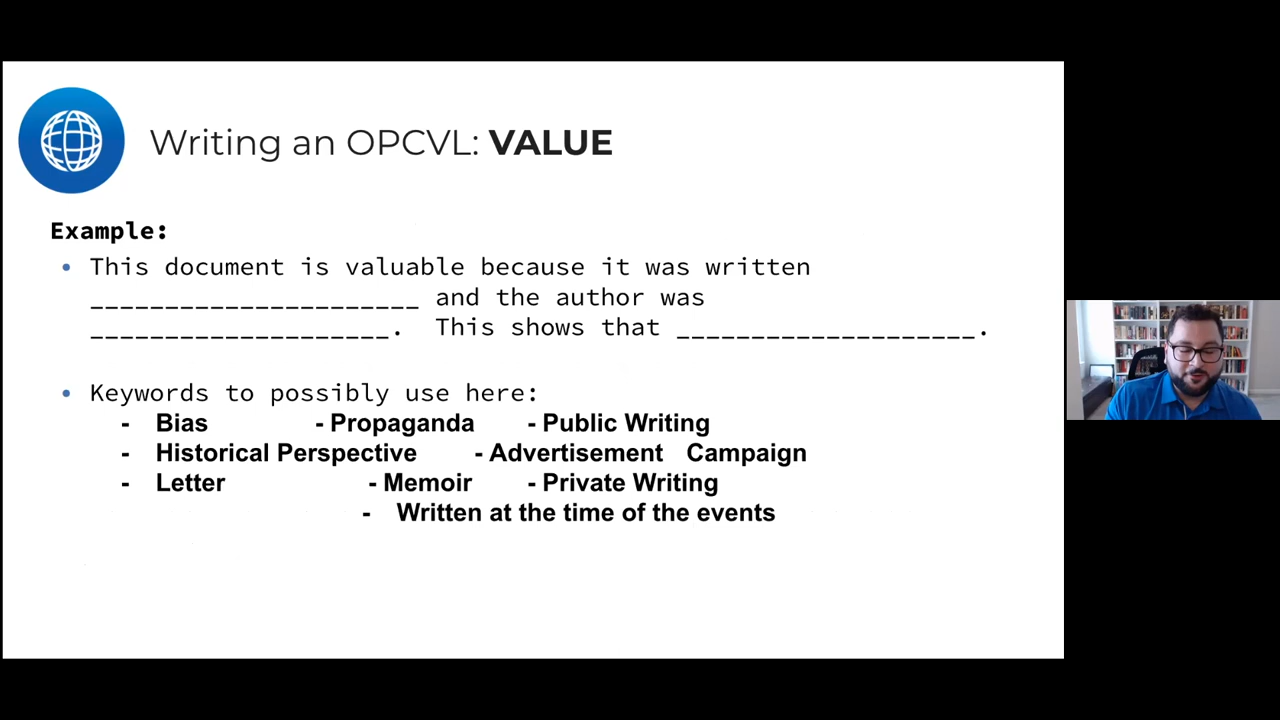 Writing an OPCVL: VALUE
Example:
• This document is valuable because it was written
______________________ and the author was
____________________. This shows that ____________________.
• Keywords to possibly use here:
- Bias - Propaganda - Public Writing
- Historical Perspective - Advertisement Campaign
- Letter - Memoir - Private Writing
- Written at the time of the events